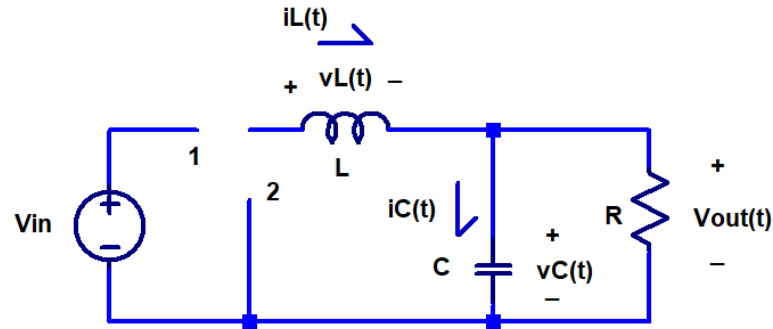 iL(t)
+ vL(t) –
1
L
2
Vin
+
–
iC(t)
C
+
vC(t)
–
R
+
Vout(t)
–